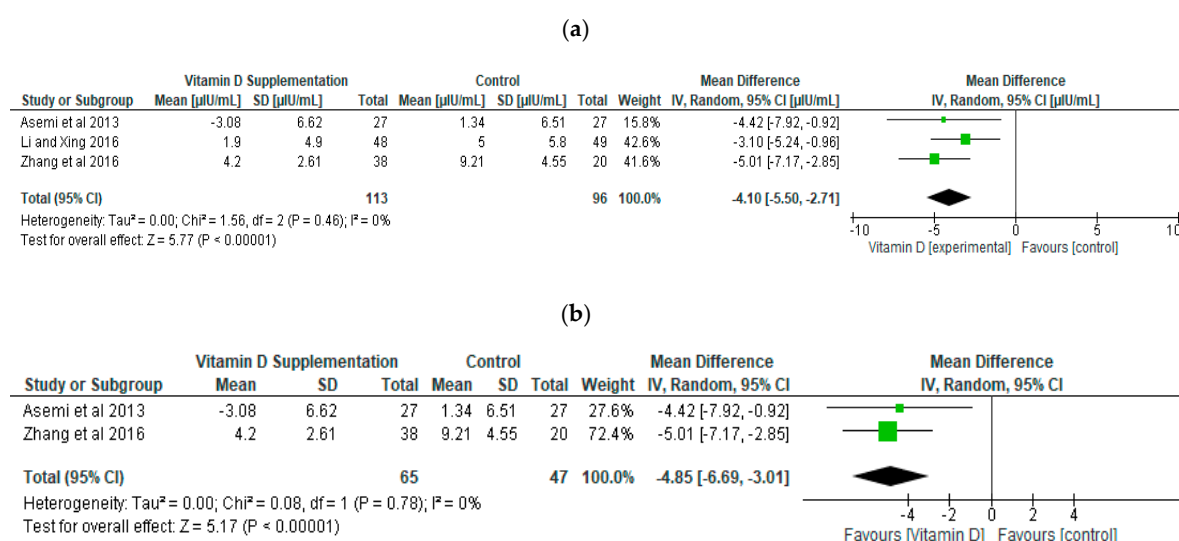 (a)
Vitamin D Supplementation Control Mean Difference Mean Difference
Study or Subgroup Mean [µIU/mL] SD [µIU/mL] Total Mean [µIU/mL] SD [µIU/mL] Total Weight IV, Random, 95% CI [µIU/mL] IV, Random, 95% CI [µIU/mL]
Asemi et al 2013 -3.08 6.62 27 1.34 6.51 27 15.8% -4.42 [-7.92, -0.92]
Li and Xing 2016 1.9 4.9 48 5 5.8 49 42.6% -3.10 [-5.24, -0.96]
Zhang et al 2016 4.2 2.61 38 9.21 4.55 20 41.6% -5.01 [-7.17, -2.85]
Total (95% CI) 113 96 100.0% -4.10 [-5.50, -2.71]
Heterogeneity: Tau² = 0.00; Chi² = 1.56, df = 2 (P = 0.46); I² = 0%
Test for overall effect: Z = 5.77 (P < 0.00001)
-10 -5 0 5 10
Vitamin D [experimental] Favours [control]
(b)
Vitamin D Supplementation Control Mean Difference Mean Difference
Study or Subgroup Mean SD Total Mean SD Total Weight IV, Random, 95% CI IV, Random, 95% CI
Asemi et al 2013 -3.08 6.62 27 1.34 6.51 27 27.6% -4.42 [-7.92, -0.92]
Zhang et al 2016 4.2 2.61 38 9.21 4.55 20 72.4% -5.01 [-7.17, -2.85]
Total (95% CI) 65 47 100.0% -4.85 [-6.69, -3.01]
Heterogeneity: Tau² = 0.00; Chi² = 0.08, df = 1 (P = 0.78); I² = 0%
Test for overall effect: Z = 5.17 (P < 0.00001)
-4 -2 0 2 4
Favours [Vitamin D] Favours [control]